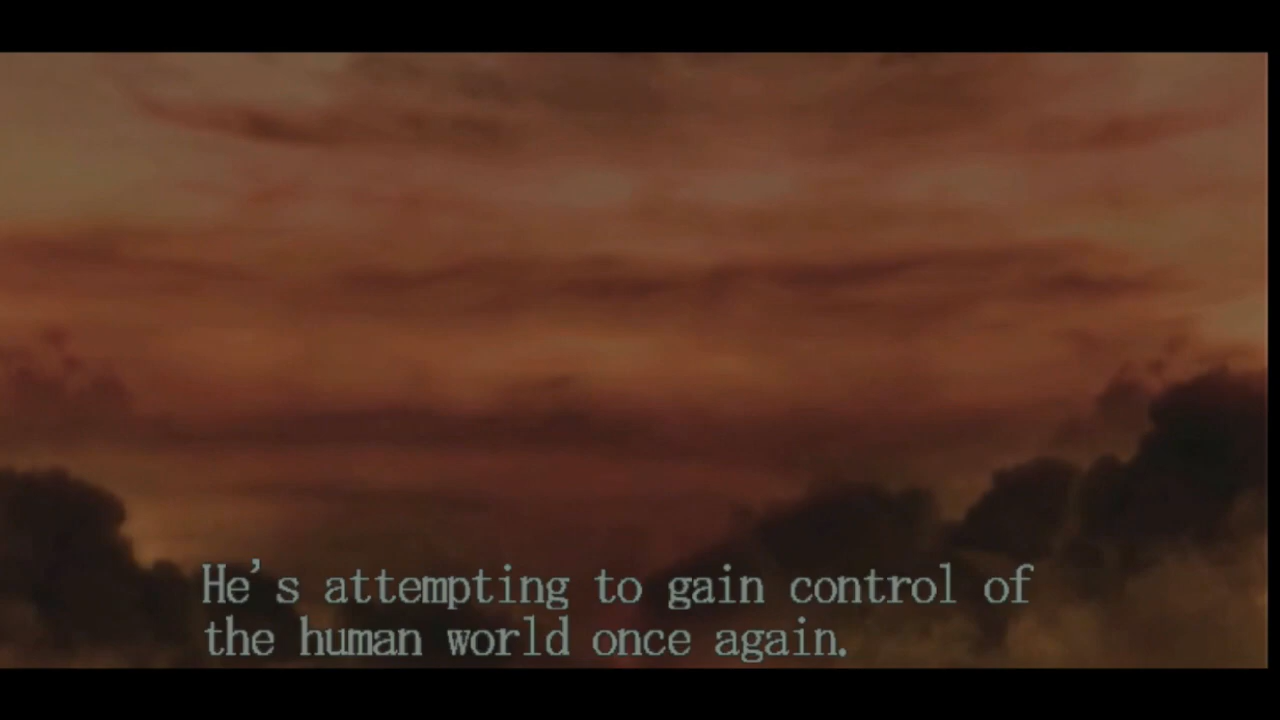 He's attempting to gain control of
the human world once again.